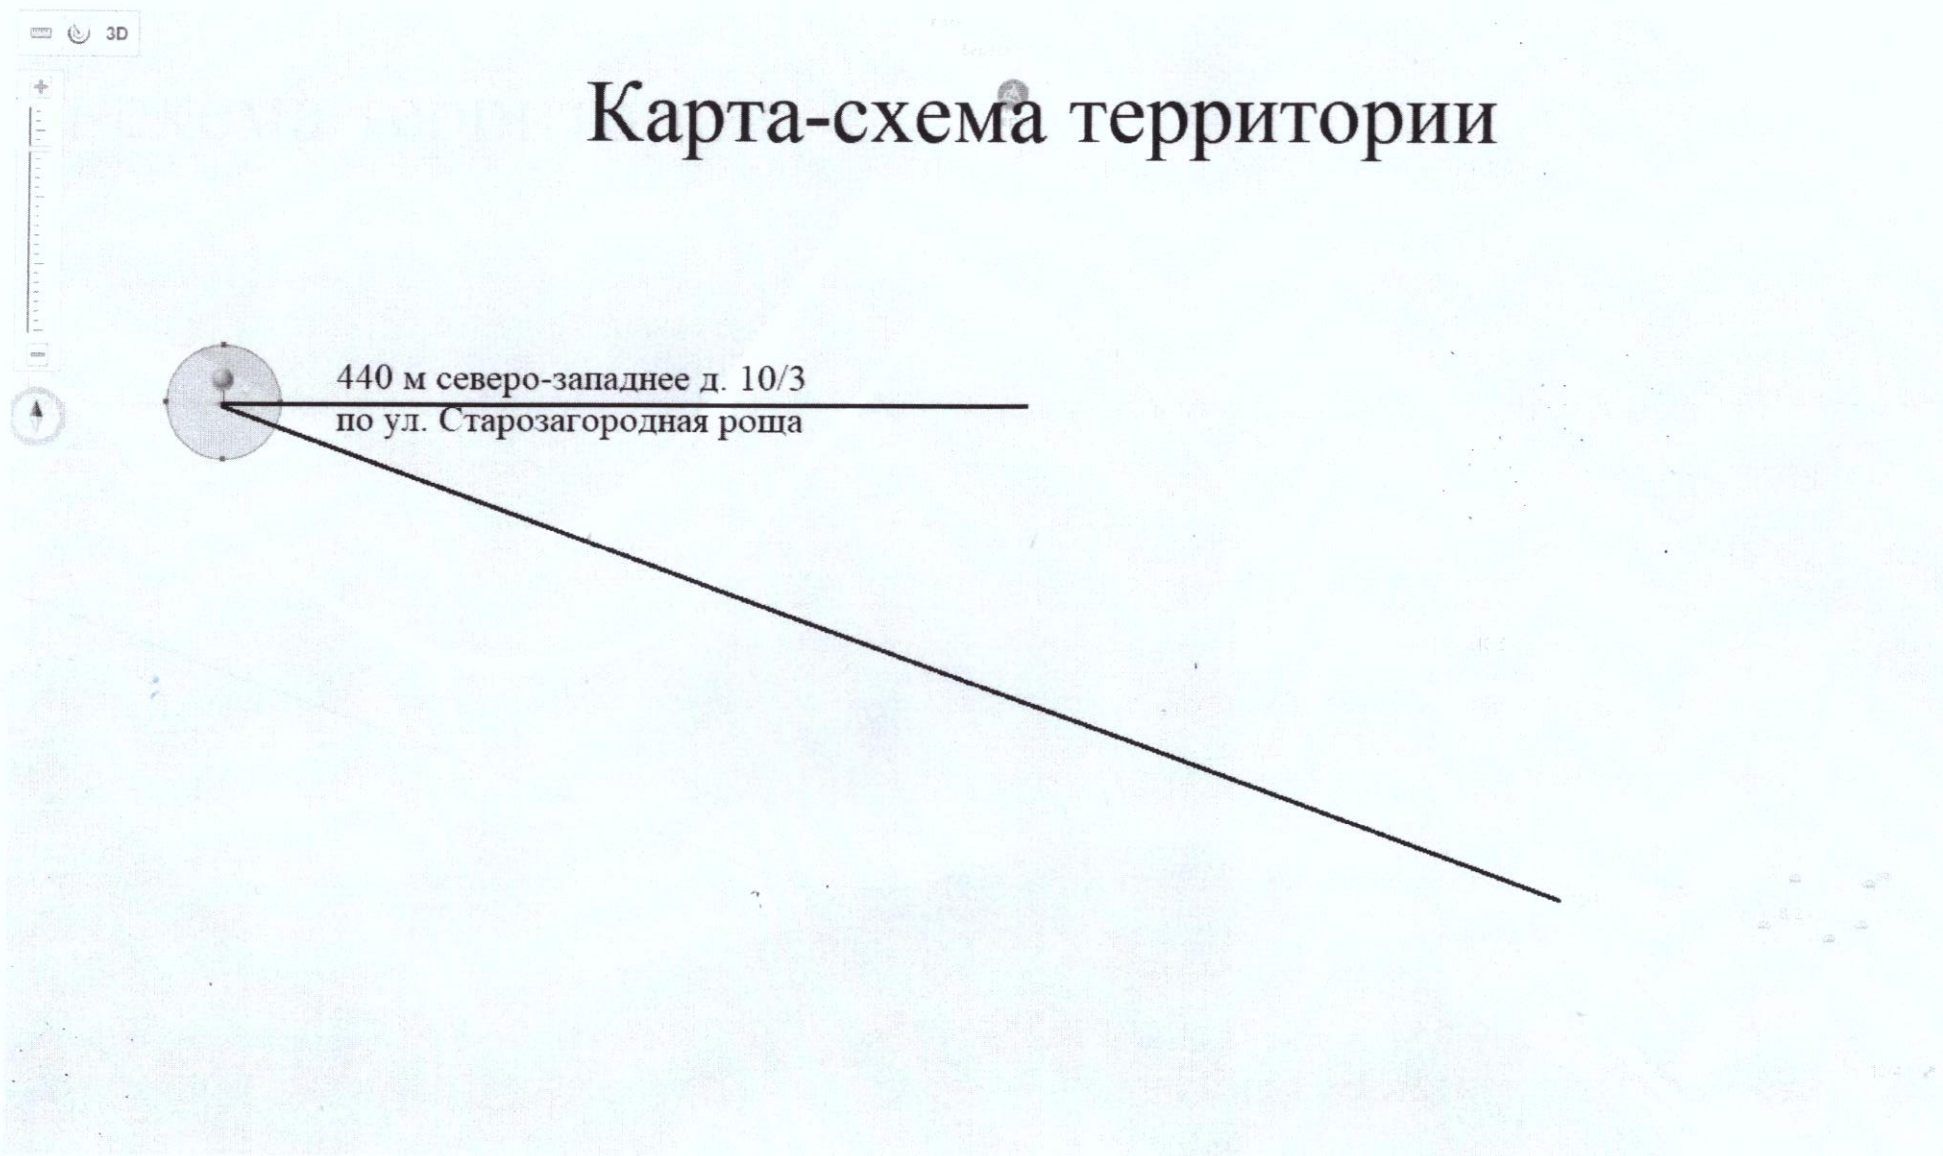 3D
Карта-схема территории
440 м северо-западнее д. 10/3
по ул. Старозагородная роща